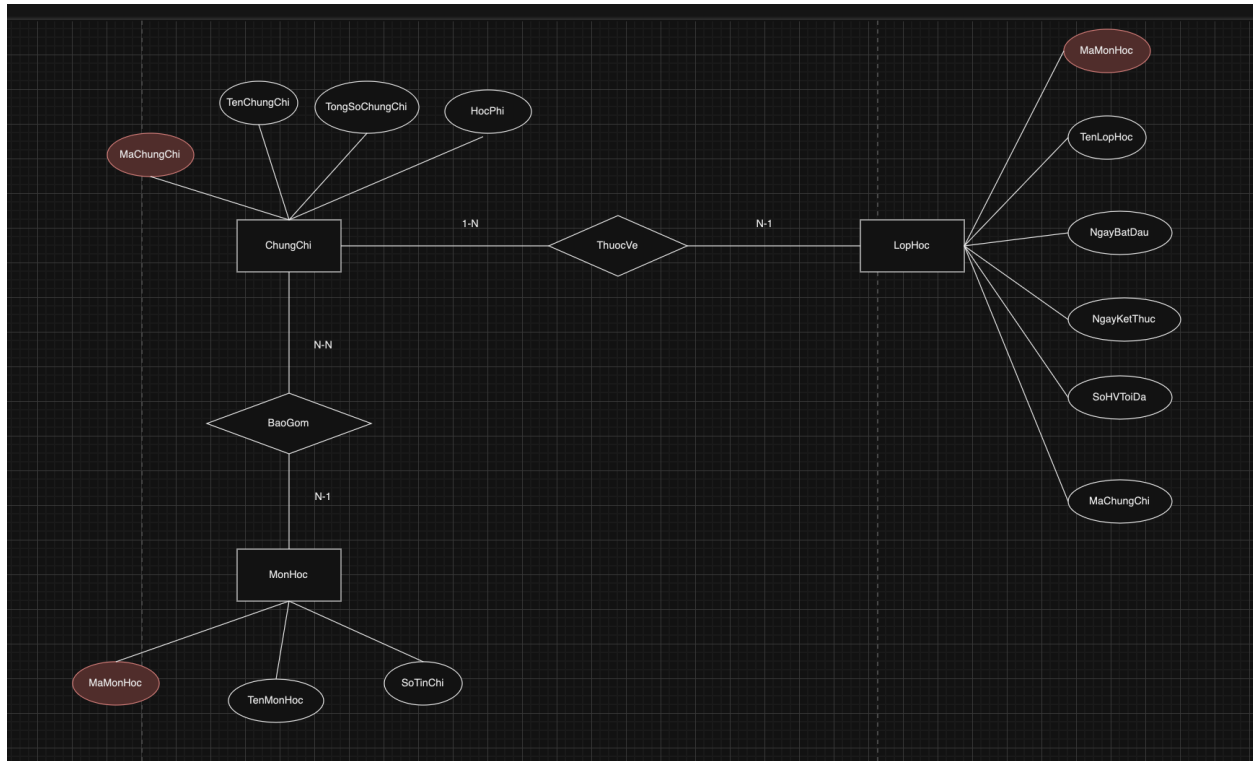 MaMonHoc
TenChungChi
TongSoChungChi
HocPhi
TenLopHoc
MaChungChi
1-N
N-1
NgayBatDau
ChungChi
ThuocVe
LopHoc
NgayKetThuc
N-N
SoHVToiDa
BaoGom
N-1
MaChungChi
MonHoc
MaMonHoc
TenMonHoc
SoTinChi